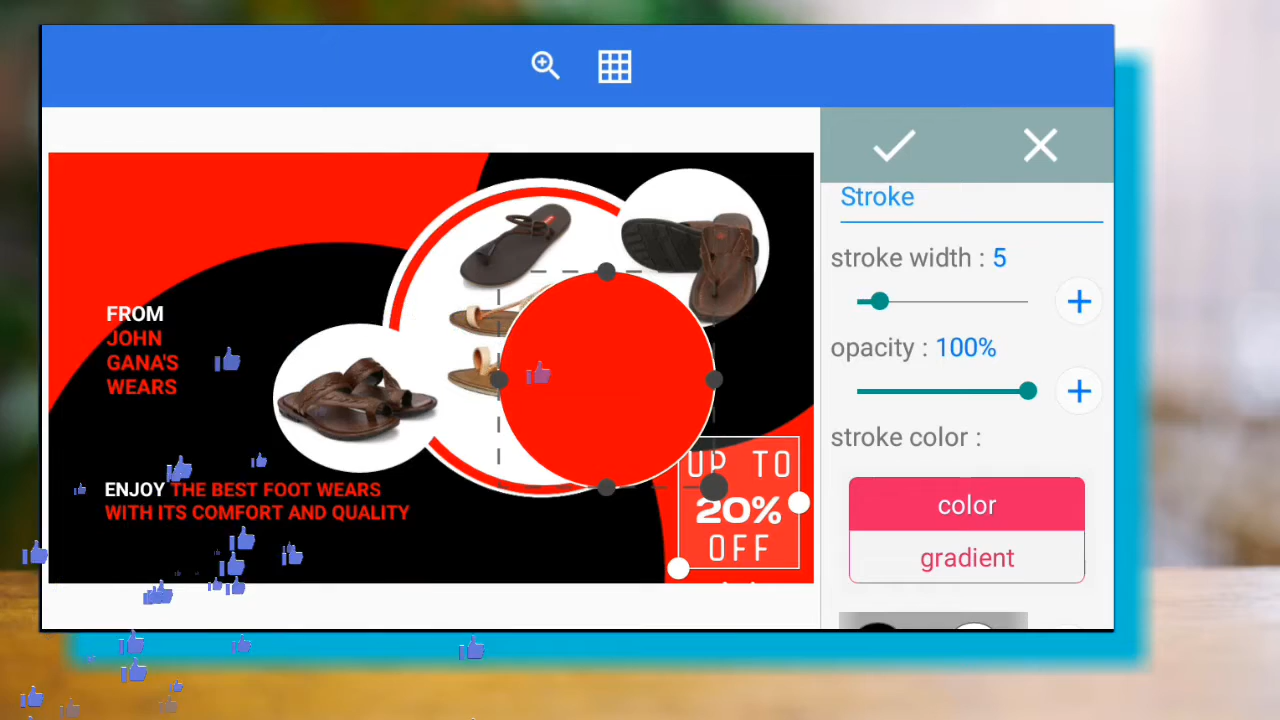 Stroke
stroke width : 5
opacity : 100%
stroke color :
color
gradient
FROM
JOHN
GANA'S
WEARS
ENJOY THE BEST FOOT WEARS
WITH ITS COMFORT AND QUALITY
UP TO
20%
OFF